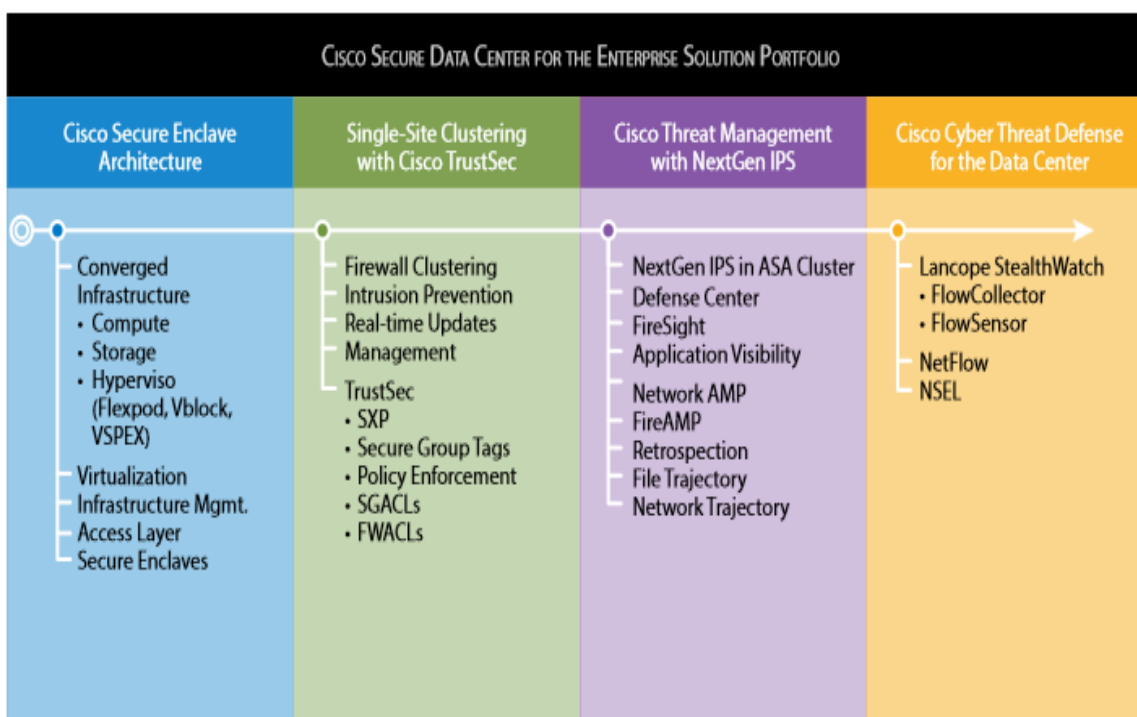 CISCO SECURE DATA CENTER FOR THE ENTERPRISE SOLUTION PORTFOLIO
Cisco Secure Enclave
Architecture
Converged
Infrastructure
• Compute
• Storage
• Hyperviso
(Flexpod, Vblock,
VSPEX)
Virtualization
Infrastructure Mgmt.
Access Layer
Secure Enclaves
Single-Site Clustering
with Cisco TrustSec
Firewall Clustering
Intrusion Prevention
Real-time Updates
Management
TrustSec
• SXP
• Secure Group Tags
• Policy Enforcement
• SGACLs
• FWACLs
Cisco Threat Management
with NextGen IPS
NextGen IPS in ASA Cluster
Defense Center
FireSight
Application Visibility
Network AMP
FireAMP
Retrospection
File Trajectory
Network Trajectory
Cisco Cyber Threat Defense
for the Data Center
Lancope StealthWatch
• FlowCollector
• FlowSensor
NetFlow
NSEL